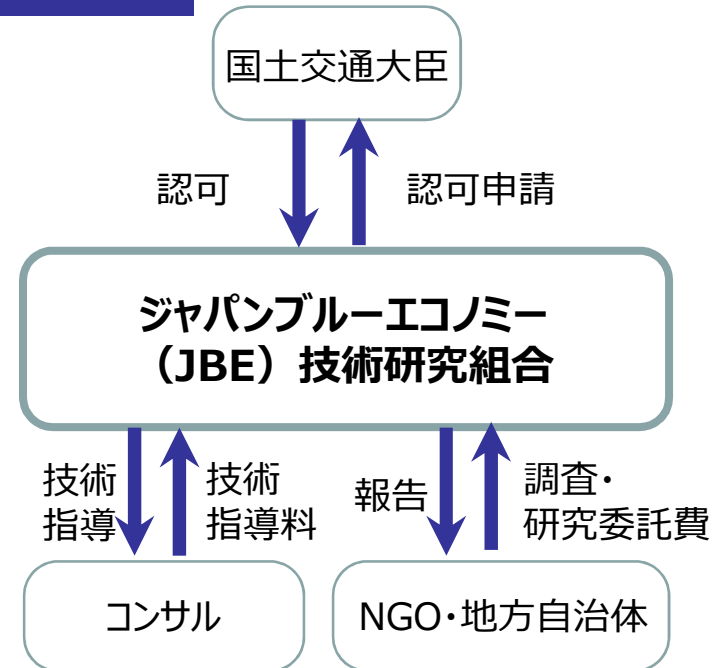 国土交通大臣
認可
認可申請
ジャパンブルーエコノミー
（JBE）技術研究組合
技術
指導
技術
指導料
報告
調査・
研究委託費
コンサル
NGO・地方自治体